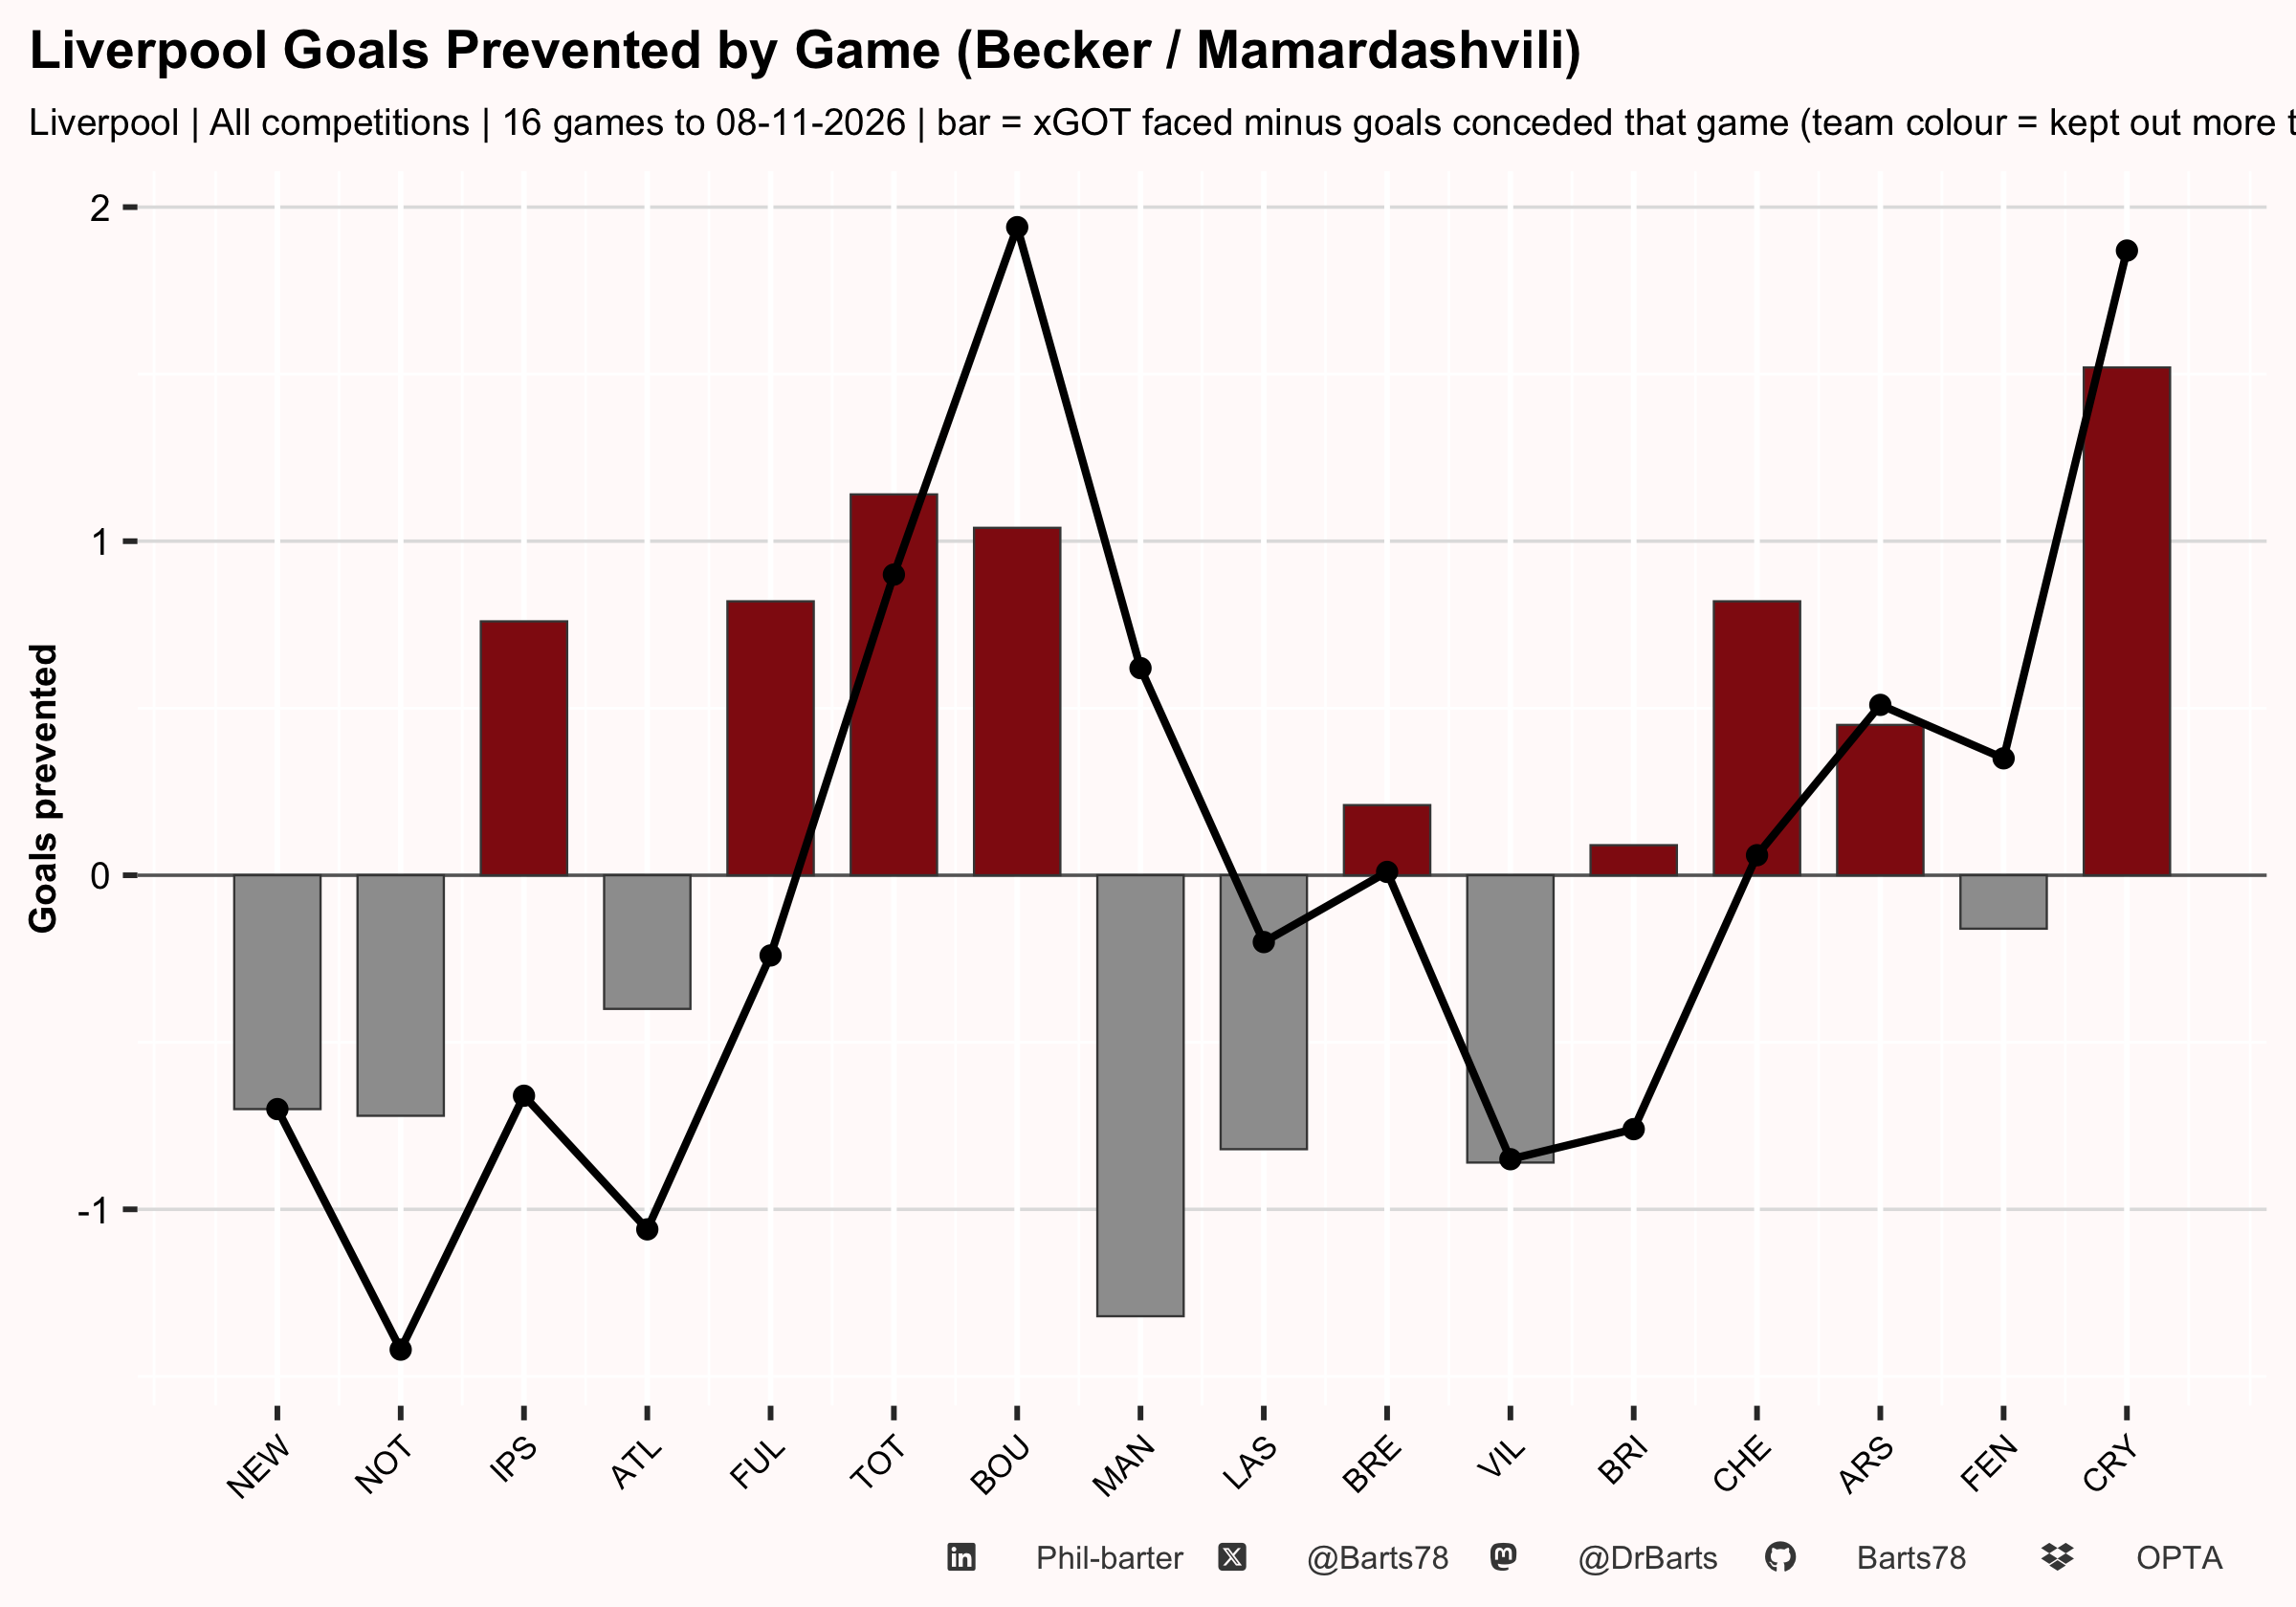 Liverpool Goals Prevented by Game (Becker / Mamardashvili)
Liverpool | All competitions | 16 games to 08-11-2026 | bar = xGOT faced minus goals conceded that game (team colour = kept out more t
2
1
0
-1
Goals prevented
NEW NOT IPS ATL FUL TOT BOU MAN LAS BRE VIL BRI CHE ARS FEN CRY
Phil-barter @Barts78 @DrBarts Barts78 OPTA